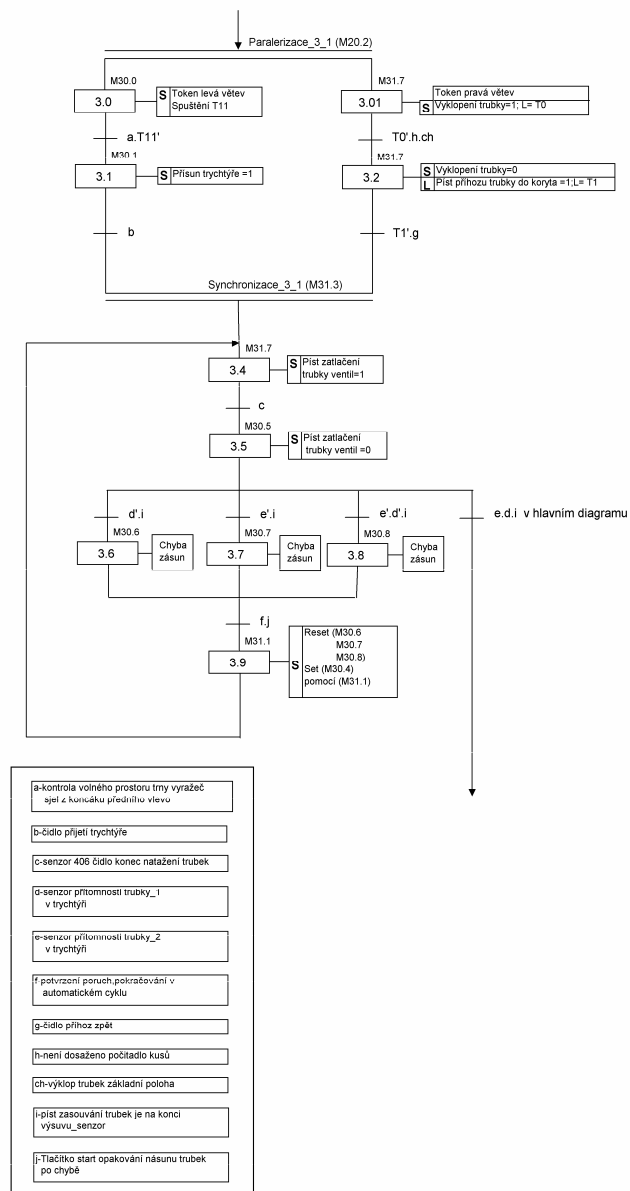 Paralerizace_3_1 (M20.2)
M30.0
3.0
S
Token levá větev
Spuštění T11
M31.7
3.01
Token pravá větev
S
Vyklopení trubky=1; L= T0
a.T11'
T0'.h.ch
M30.1
3.1
S
Přísun trychtýře =1
M31.7
3.2
S
Vyklopení trubky=0
L
Píst příhozu trubky do koryta =1;L= T1
b
T1'.g
Synchronizace_3_1 (M31.3)
M31.7
3.4
S
Píst zatlačení
trubky ventil=1
c
M30.5
3.5
S
Píst zatlačení
trubky ventil =0
d'.i
e'.i
e'.d'.i
e.d.i v hlavním diagramu
M30.6
3.6
Chyba
zásun
M30.7
3.7
Chyba
zásun
M30.8
3.8
Chyba
zásun
f.j
M31.1
3.9
S
Reset (M30.6
M30.7
M30.8)
Set (M30.4)
pomocí (M31.1)
a-kontrola volného prostoru trny vyražeč
sjel z koncáku předního vlevo
b-čidlo přijetí trychtýře
c-senzor 406 čidlo konec natažení trubek
d-senzor přítomnosti trubky_1
v trychtýři
e-senzor přítomnosti trubky_2
v trychtýři
f-potvrzení poruch,pokračování v
automatickém cyklu
g-čidlo příhoz zpět
h-není dosaženo počitadlo kusů
ch-výklop trubek základní poloha
i-píst zasouvání trubek je na konci
výsuvu_senzor
j-Tlačítko start opakování násunu trubek
po chybě